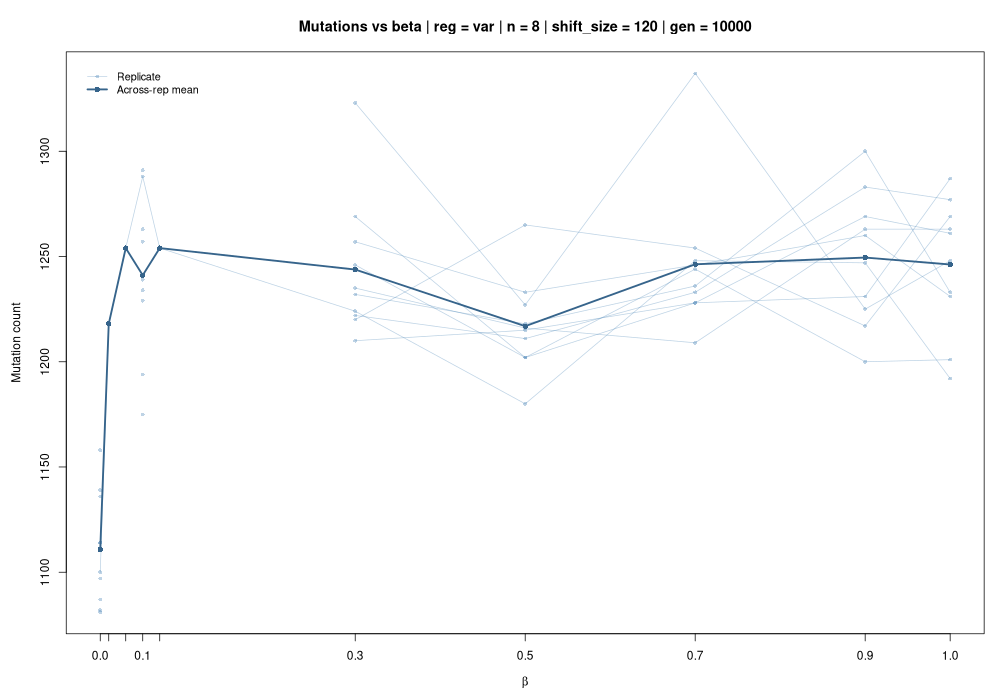 Mutations vs beta | reg = var | n = 8 | shift_size = 120 | gen = 10000
Replicate
Across-rep mean
Mutation count
1300
1250
1200
1150
1100
0.0 0.1 0.3 0.5 0.7 0.9 1.0
β